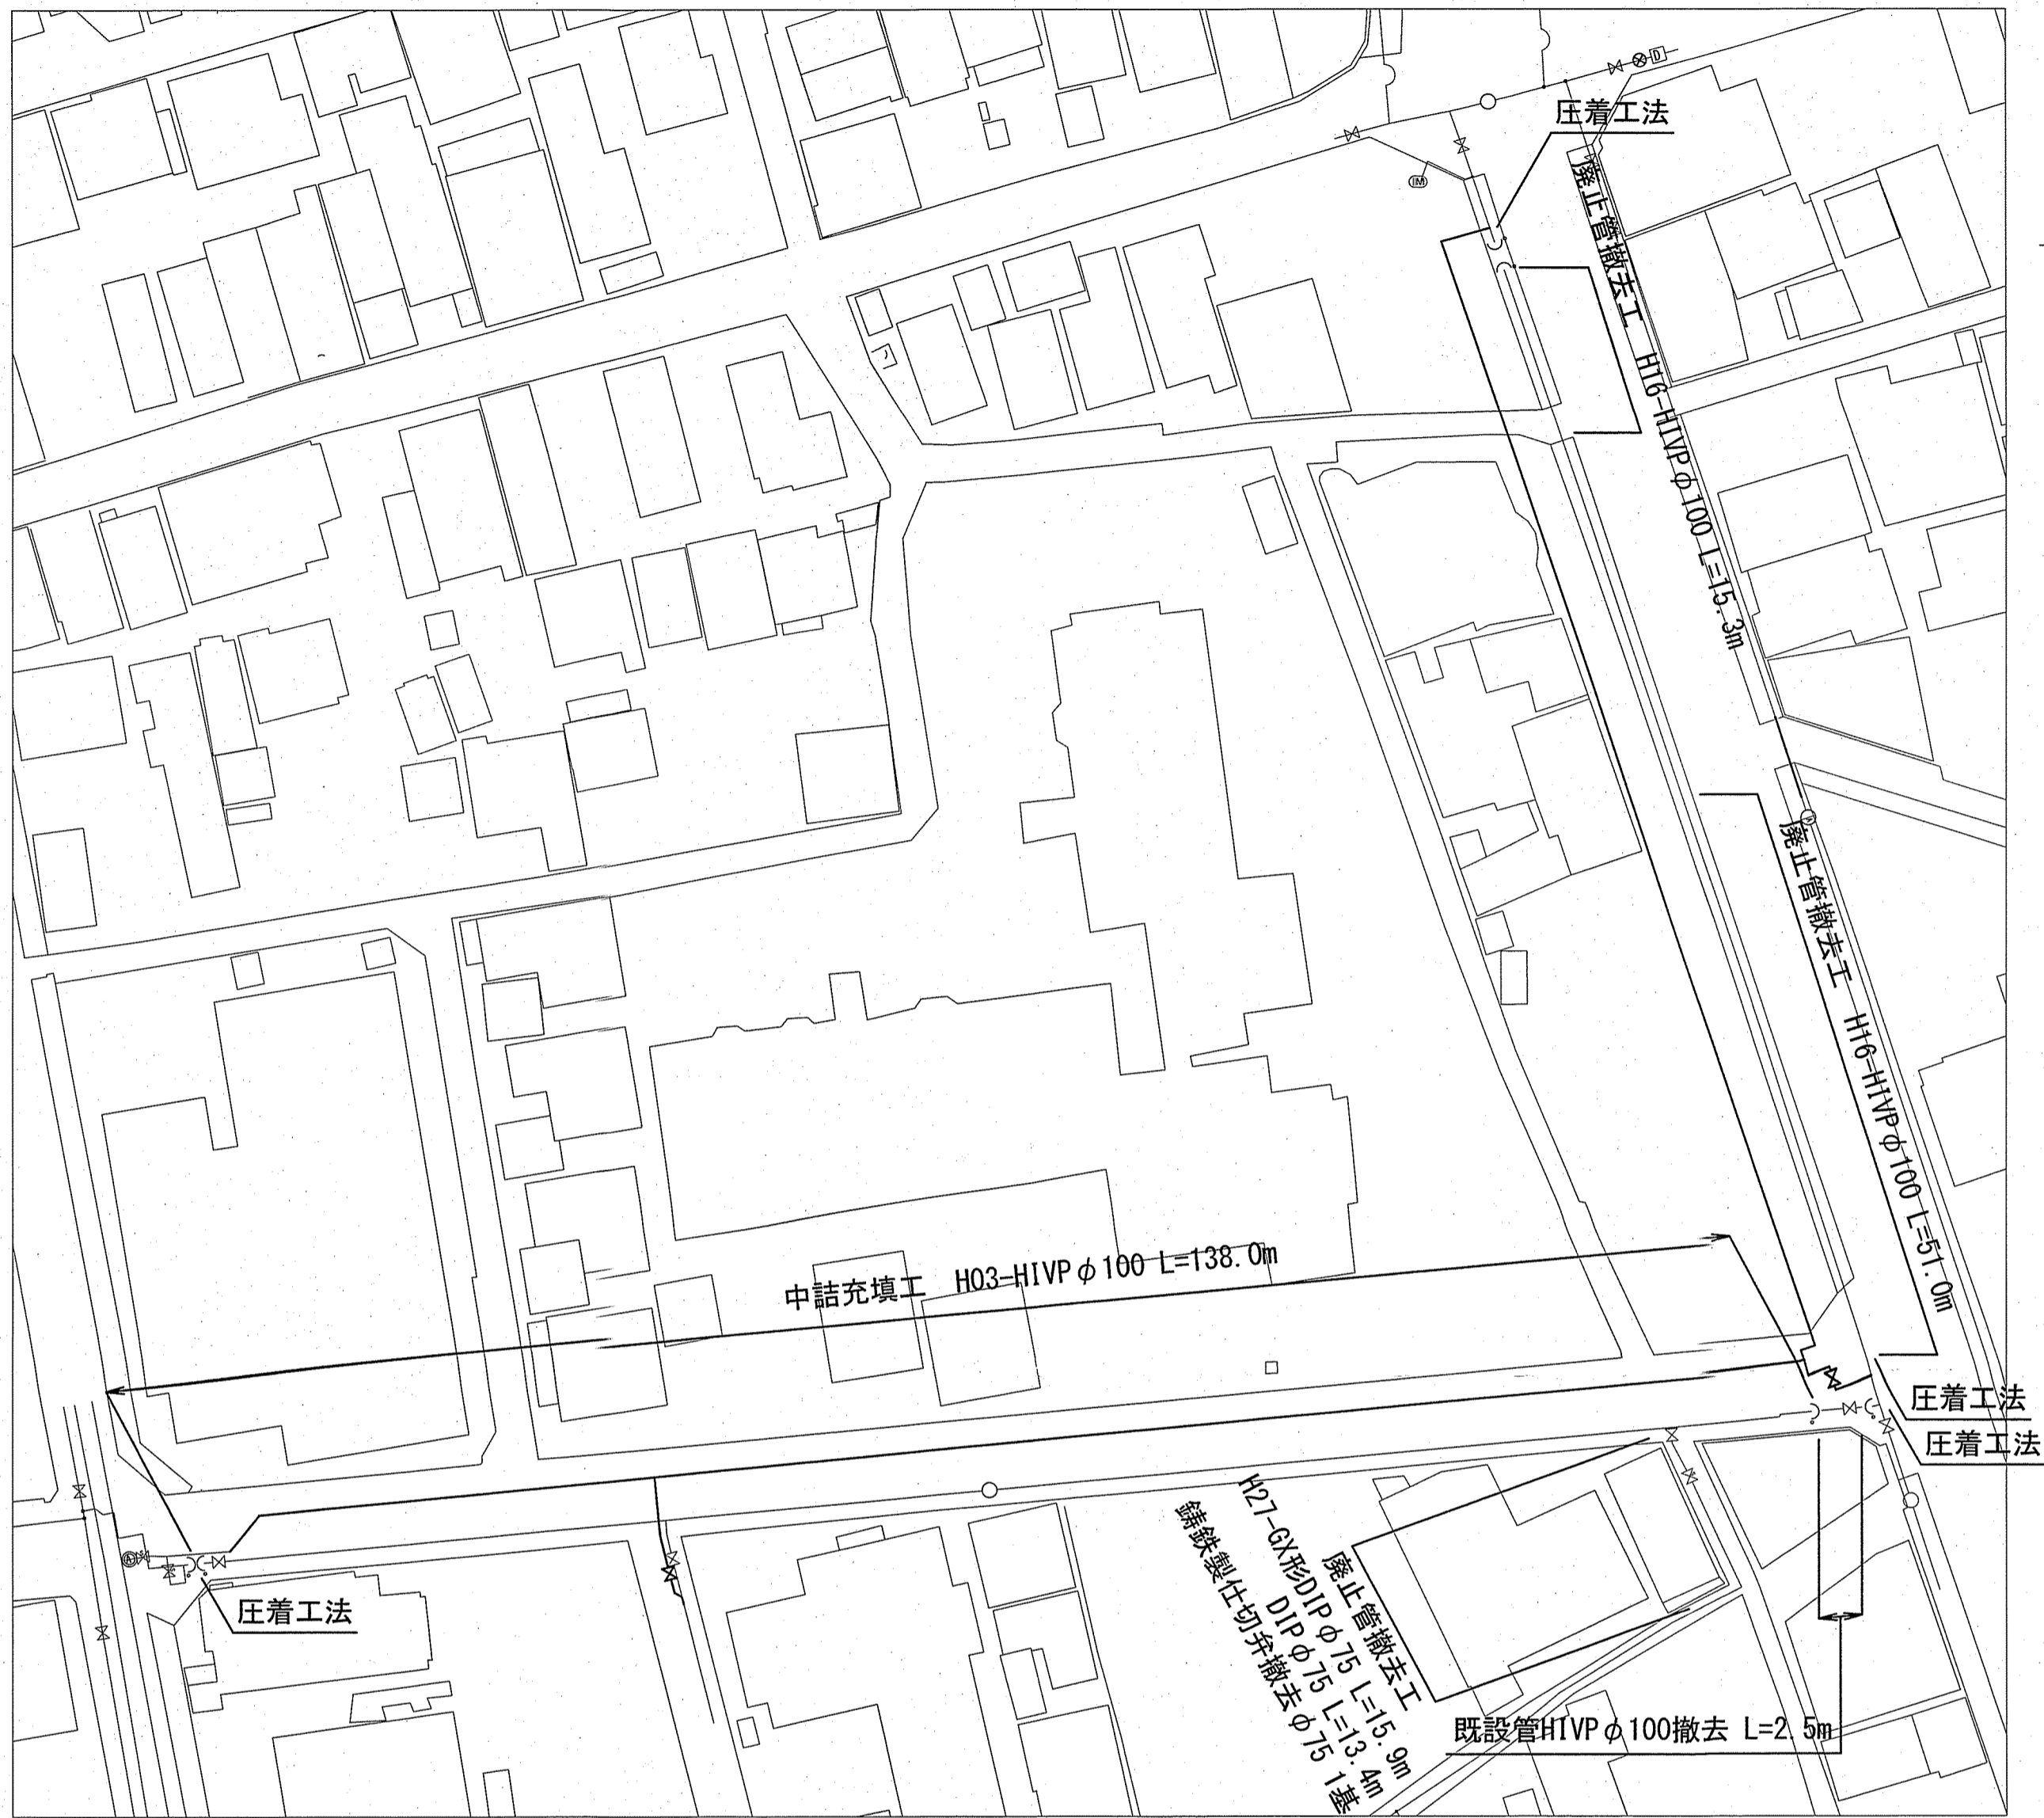 D
圧着工法
IM
廃止管撤去工 H16-HIVPφ100 L=15.3m
廃止管撤去工 H16-HIVPφ100 L=51.0m
中詰充填工 H03-HIVPφ100 L=138.0m
圧着工法
圧着工法
廃止管撤去工
H27-GX形DIPφ75 L=15.9m
DIPφ75 L=13.4m
鋳鉄製仕切弁撤去φ75 1基
圧着工法
既設管HIVPφ100撤去 L=2.5m